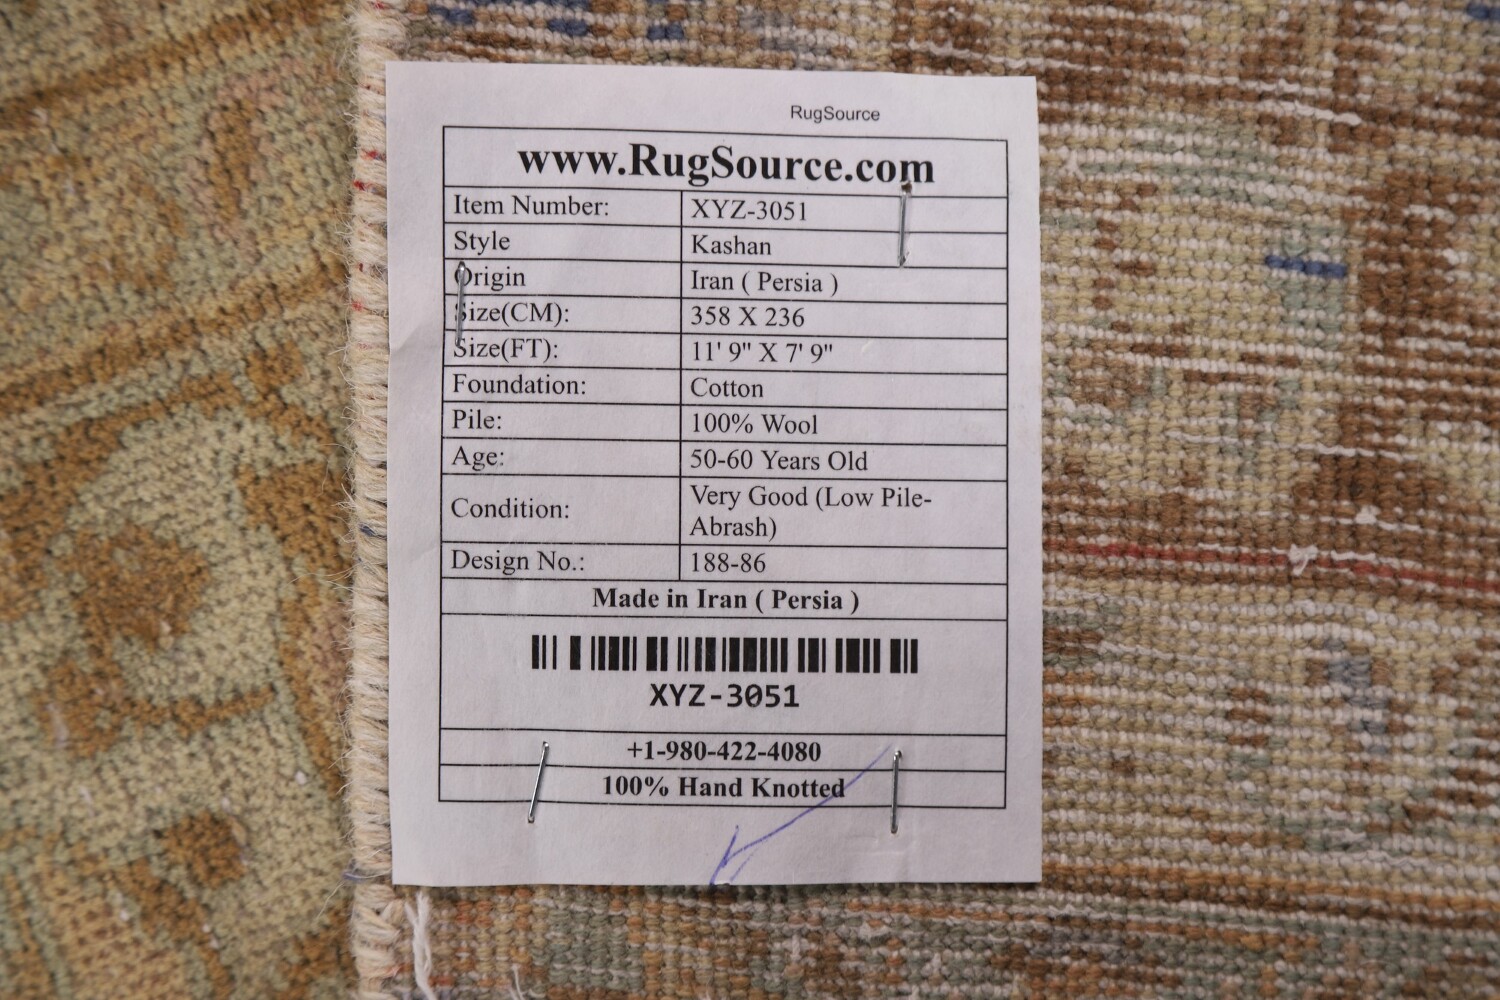 RugSource
www.RugSource.com
Item Number: XYZ-3051
Style Kashan
Origin Iran ( Persia )
Size(CM): 358 X 236
Size(FT): 11' 9" X 7' 9"
Foundation: Cotton
Pile: 100% Wool
Age: 50-60 Years Old
Condition: Very Good (Low Pile-
Abrash)
Design No.: 188-86
Made in Iran ( Persia )
XYZ-3051
+1-980-422-4080
100% Hand Knotted